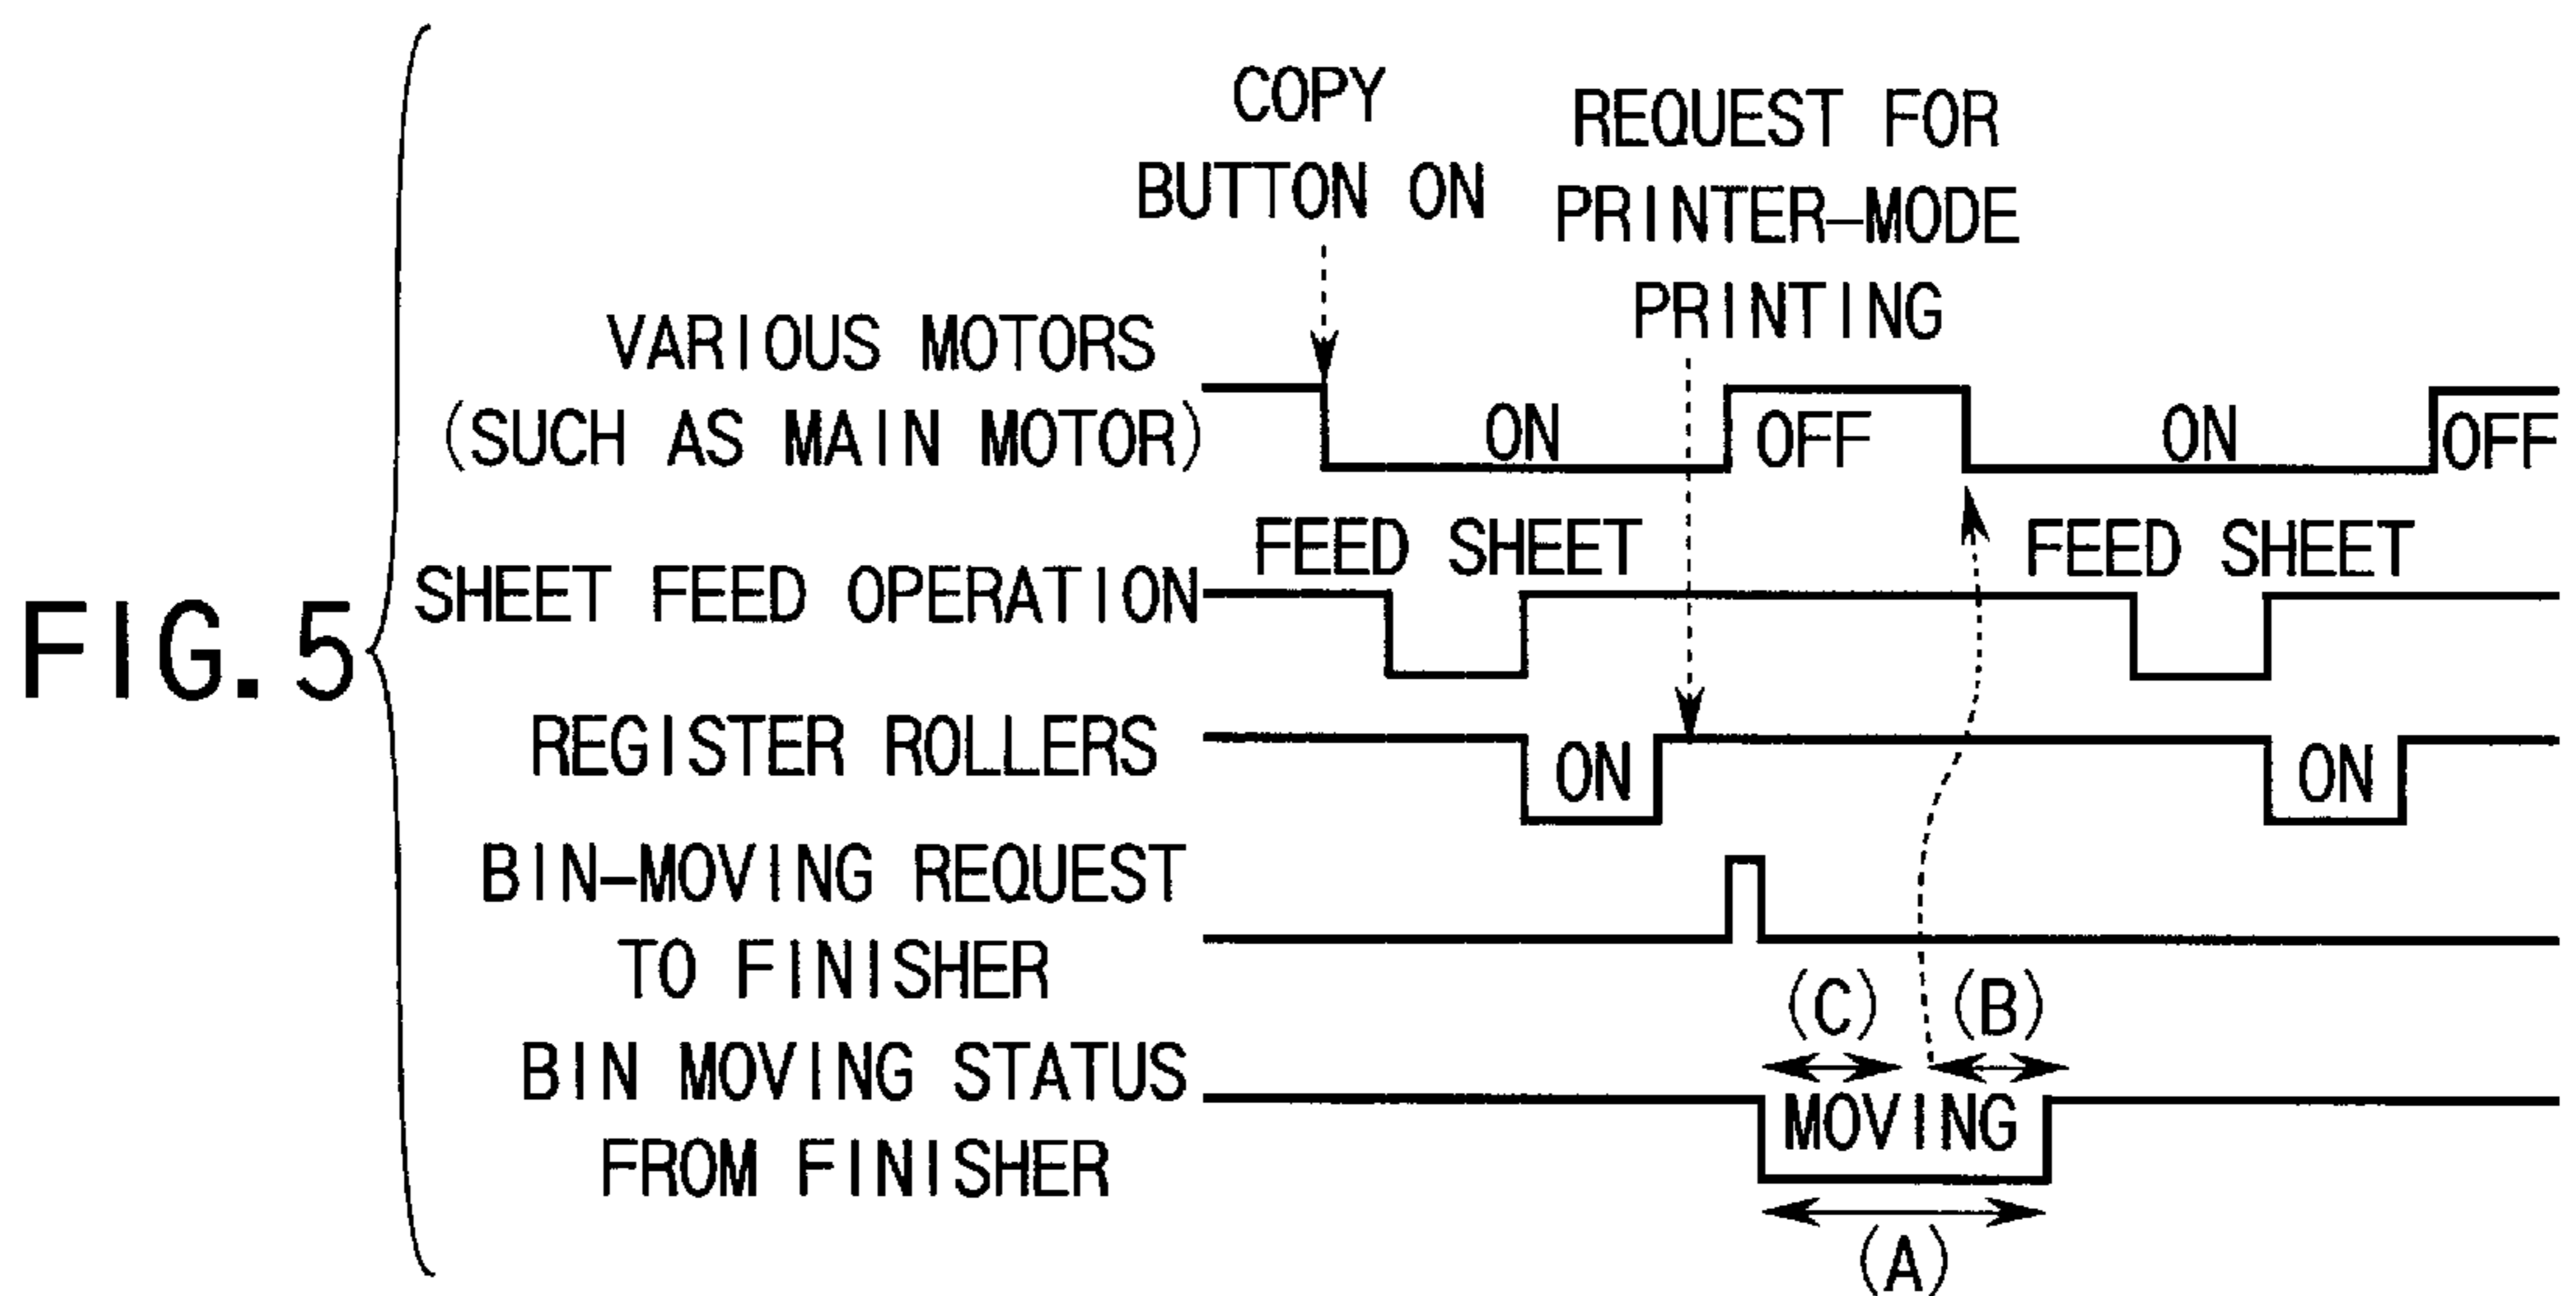 FIG. 5
COPY
BUTTON ON
REQUEST FOR
PRINTER-MODE
PRINTING
VARIOUS MOTORS
(SUCH AS MAIN MOTOR)
ON
OFF
ON
OFF
SHEET FEED OPERATION
FEED SHEET
FEED SHEET
REGISTER ROLLERS
ON
ON
BIN-MOVING REQUEST
TO FINISHER
(C)
(B)
BIN MOVING STATUS
FROM FINISHER
MOVING
(A)